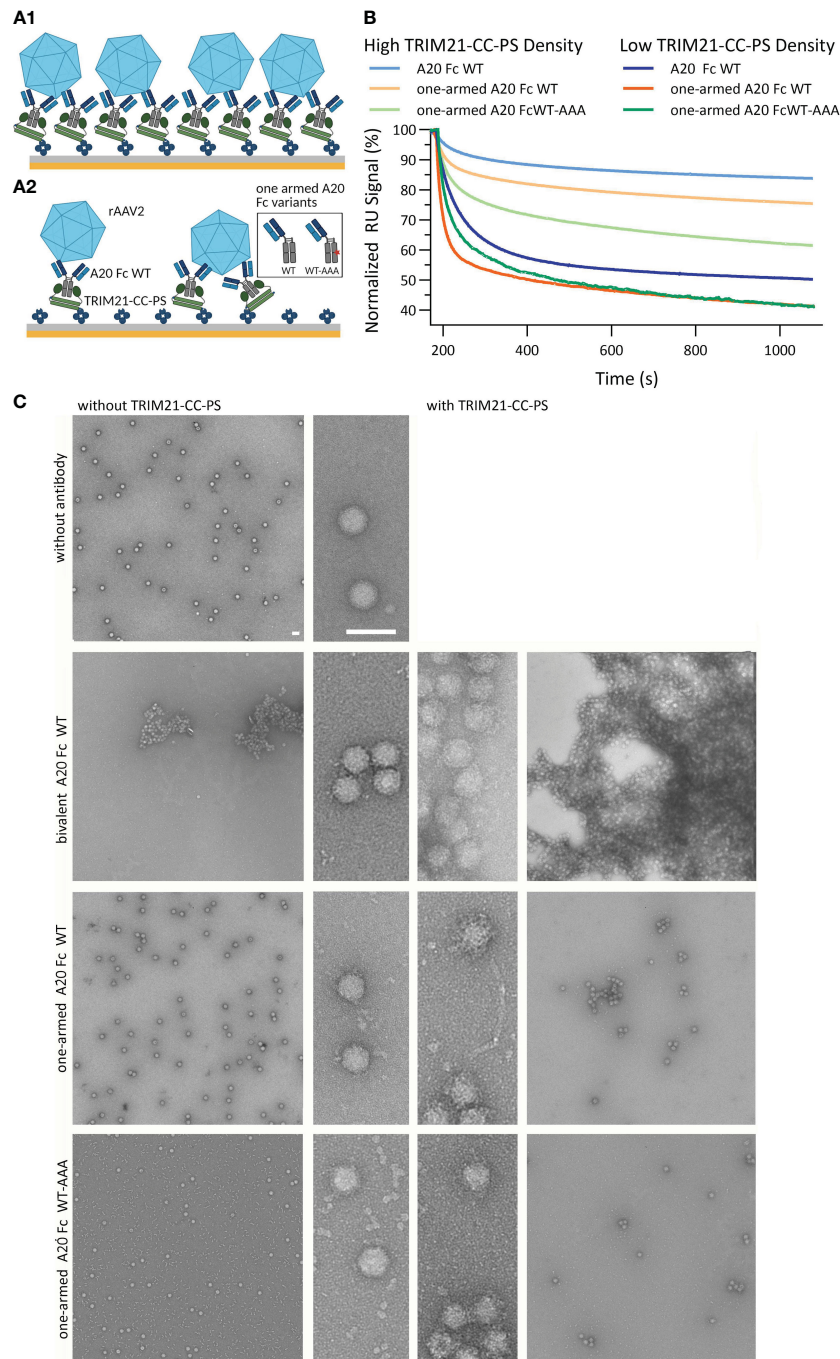 A1
A2
rAAV2
one armed A20
Fc variants
WT
WT-AAA
A20 Fc WT
TRIM21-CC-PS
B
High TRIM21-CC-PS Density
A20 Fc WT
one-armed A20 Fc WT
one-armed A20 FcWT-AAA
Low TRIM21-CC-PS Density
A20 Fc WT
one-armed A20 Fc WT
one-armed A20 FcWT-AAA
Normalized RU Signal (%)
100
90
80
70
60
50
40
200
400
600
800
1000
Time (s)
C
without TRIM21-CC-PS
with TRIM21-CC-PS
without antibody
bivalent A20 Fc WT
one-armed A20 Fc WT
one-armed A20 Fc WT-AAA